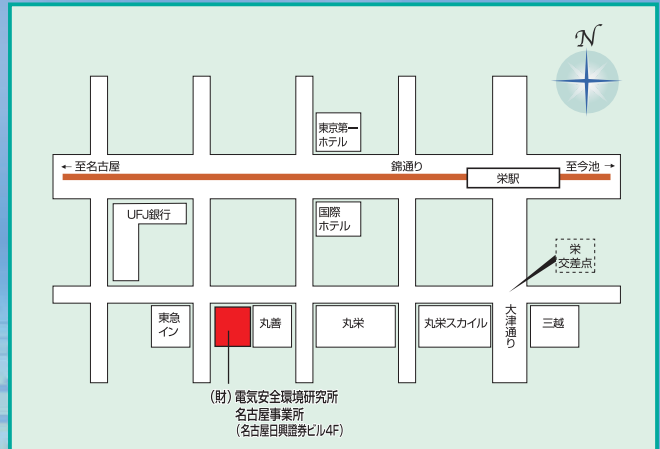 N
東京第一
ホテル
←至名古屋
錦通り
至今池→
栄駅
UFJ銀行
国際
ホテル
栄
交差点
東急
イン
丸善
丸栄
丸栄スカイル
大津通り
三越
(財)電気安全環境研究所
名古屋事業所
(名古屋日興證券ビル4F)